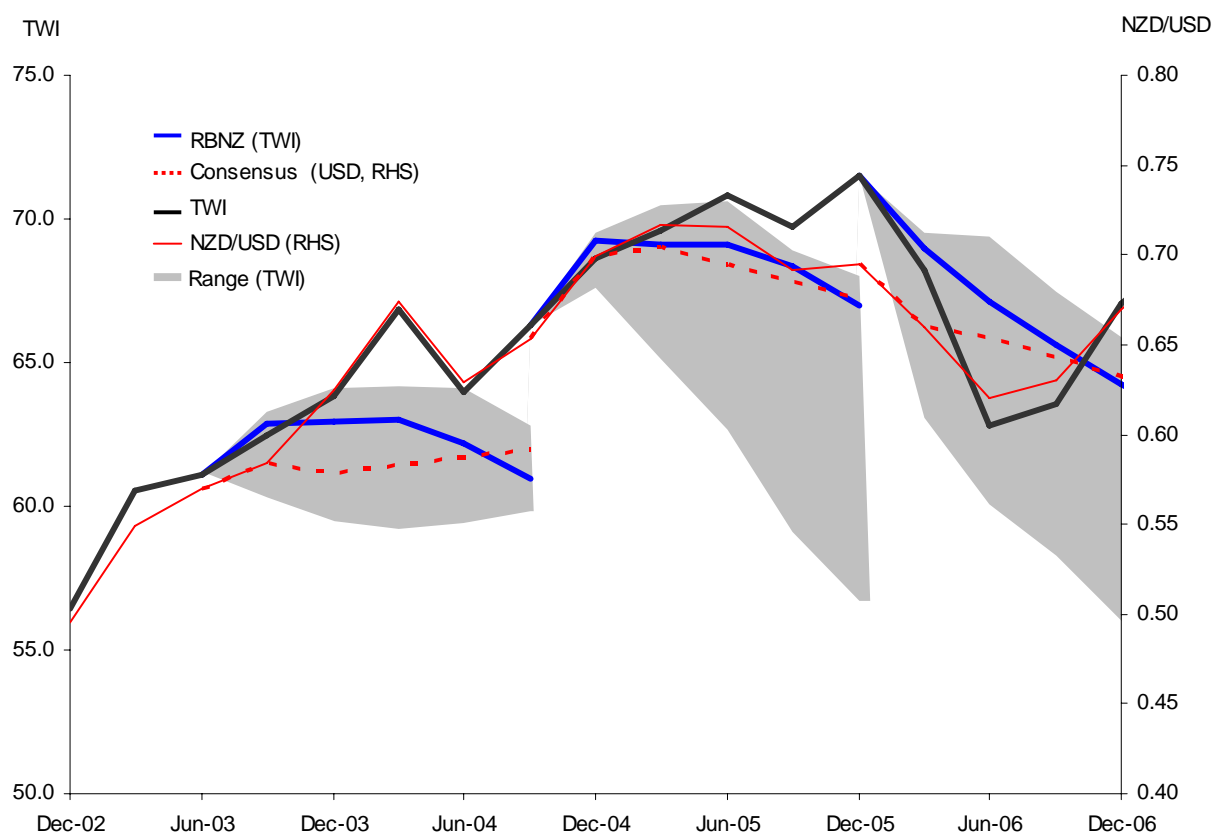 TWI
NZD/USD
75.0
0.80
RBNZ (TWI)
Consensus (USD, RHS)
TWI
NZD/USD (RHS)
Range (TWI)
0.75
70.0
0.70
65.0
0.65
0.60
60.0
0.55
55.0
0.50
0.45
50.0
0.40
Dec-02 Jun-03 Dec-03 Jun-04 Dec-04 Jun-05 Dec-05 Jun-06 Dec-06